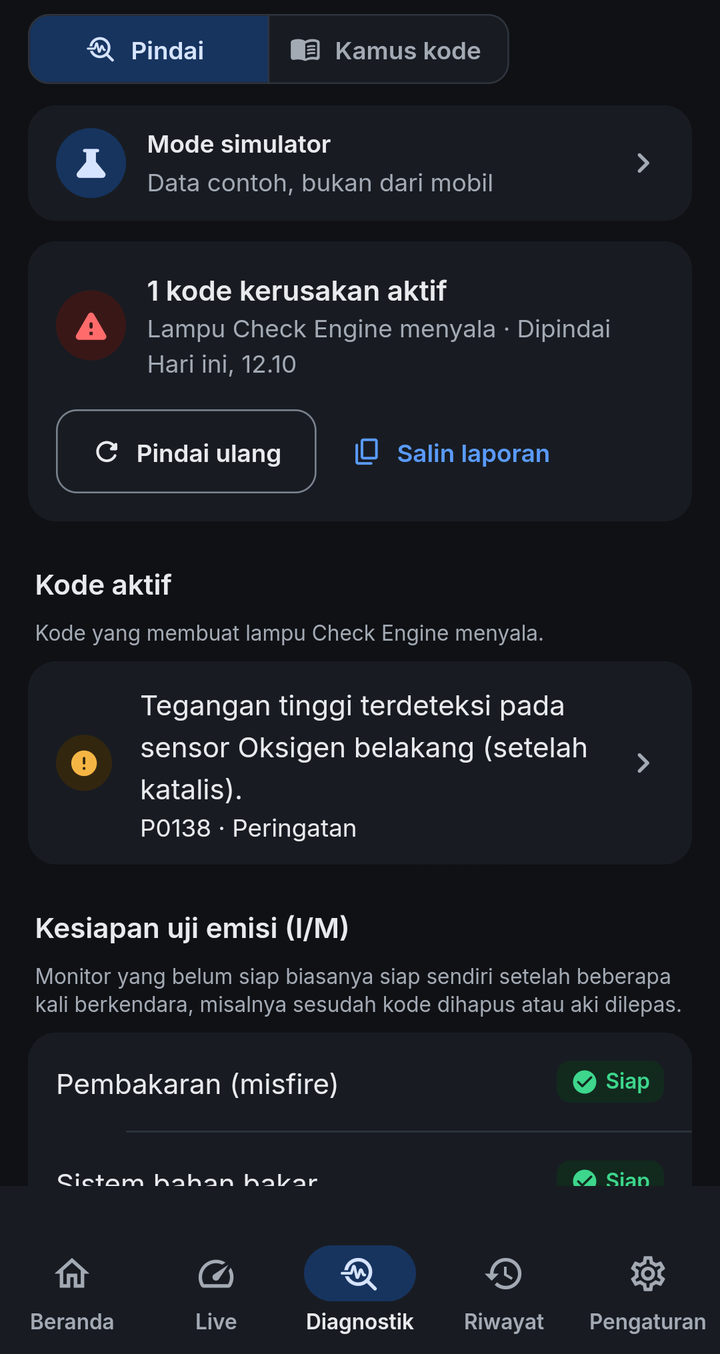 Pindai
Kamus kode
Mode simulator
Data contoh, bukan dari mobil
1 kode kerusakan aktif
Lampu Check Engine menyala · Dipindai
Hari ini, 12.10
Pindai ulang
Salin laporan
Kode aktif
Kode yang membuat lampu Check Engine menyala.
Tegangan tinggi terdeteksi pada
sensor Oksigen belakang (setelah
katalis).
P0138 · Peringatan
Kesiapan uji emisi (I/M)
Monitor yang belum siap biasanya siap sendiri setelah beberapa
kali berkendara, misalnya sesudah kode dihapus atau aki dilepas.
Pembakaran (misfire)
Siap
Sistem bahan bakar
Siap
Beranda
Live
Diagnostik
Riwayat
Pengaturan